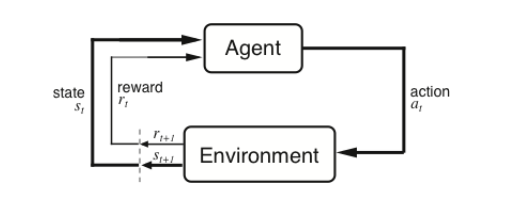 Agent
state
s_t
reward
r_t
action
a_t
r_{t+1}
s_{t+1}
Environment